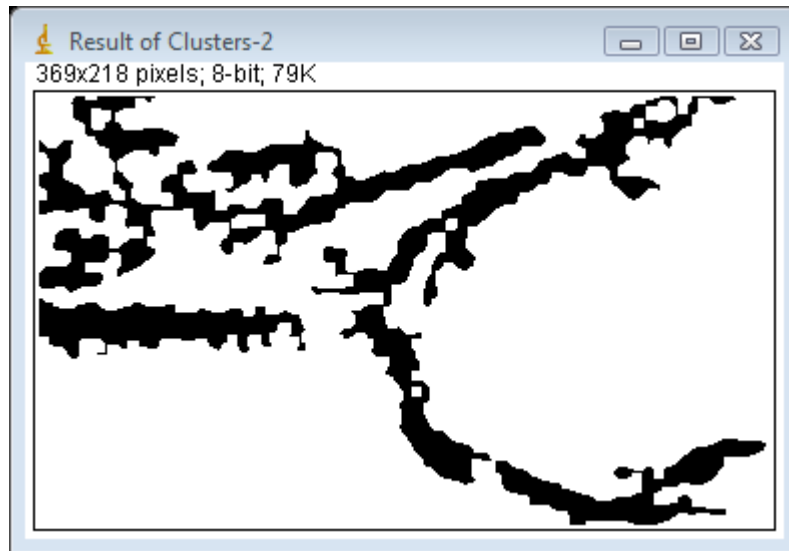 Result of Clusters-2
369x218 pixels; 8-bit; 79K